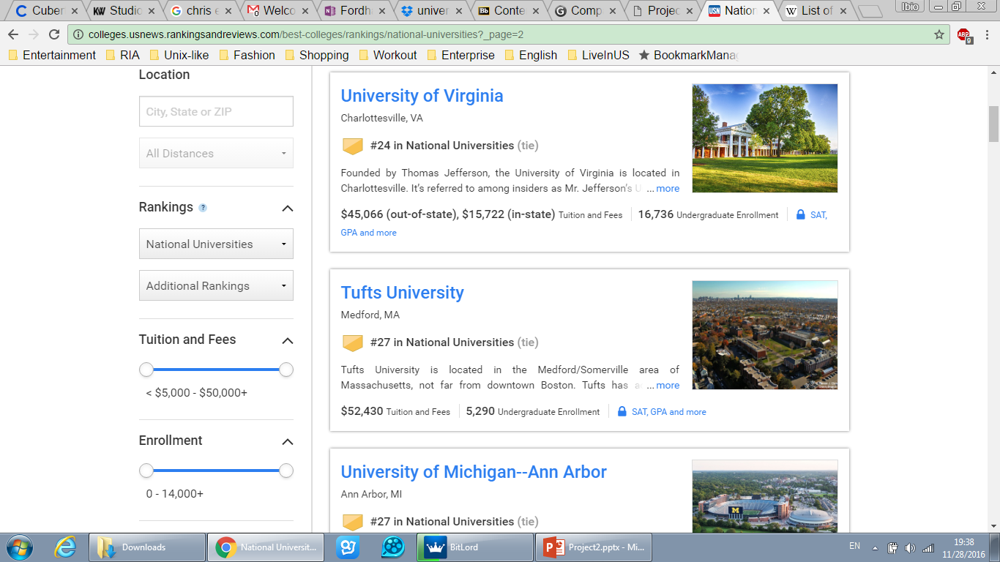 Cuber
Studio
chris e
Welco
Fordh
univer
Conte
Comp
Projec
Nation
List of
Ibio
colleges.usnews.rankingsandreviews.com/best-colleges/rankings/national-universities?_page=2
ABP
9
Entertainment
RIA
Unix-like
Fashion
Shopping
Workout
Enterprise
English
LiveInUS
BookmarkMana
Location
City, State or ZIP
All Distances
Rankings ?
National Universities
Additional Rankings
Tuition and Fees
< $5,000 - $50,000+
Enrollment
0 - 14,000+
University of Virginia
Charlottesville, VA
#24 in National Universities (tie)
Founded by Thomas Jefferson, the University of Virginia is located in
Charlottesville. It's referred to among insiders as Mr. Jefferson's U ... more
$45,066 (out-of-state), $15,722 (in-state) Tuition and Fees 16,736 Undergraduate Enrollment SAT,
GPA and more
Tufts University
Medford, MA
#27 in National Universities (tie)
Tufts University is located in the Medford/Somerville area of
Massachusetts, not far from downtown Boston. Tufts has a ... more
$52,430 Tuition and Fees 5,290 Undergraduate Enrollment SAT, GPA and more
University of Michigan--Ann Arbor
Ann Arbor, MI
#27 in National Universities (tie)
M
Downloads
National Universit...
BitLord
Project2.pptx - Mi...
EN
19:38
11/28/2016